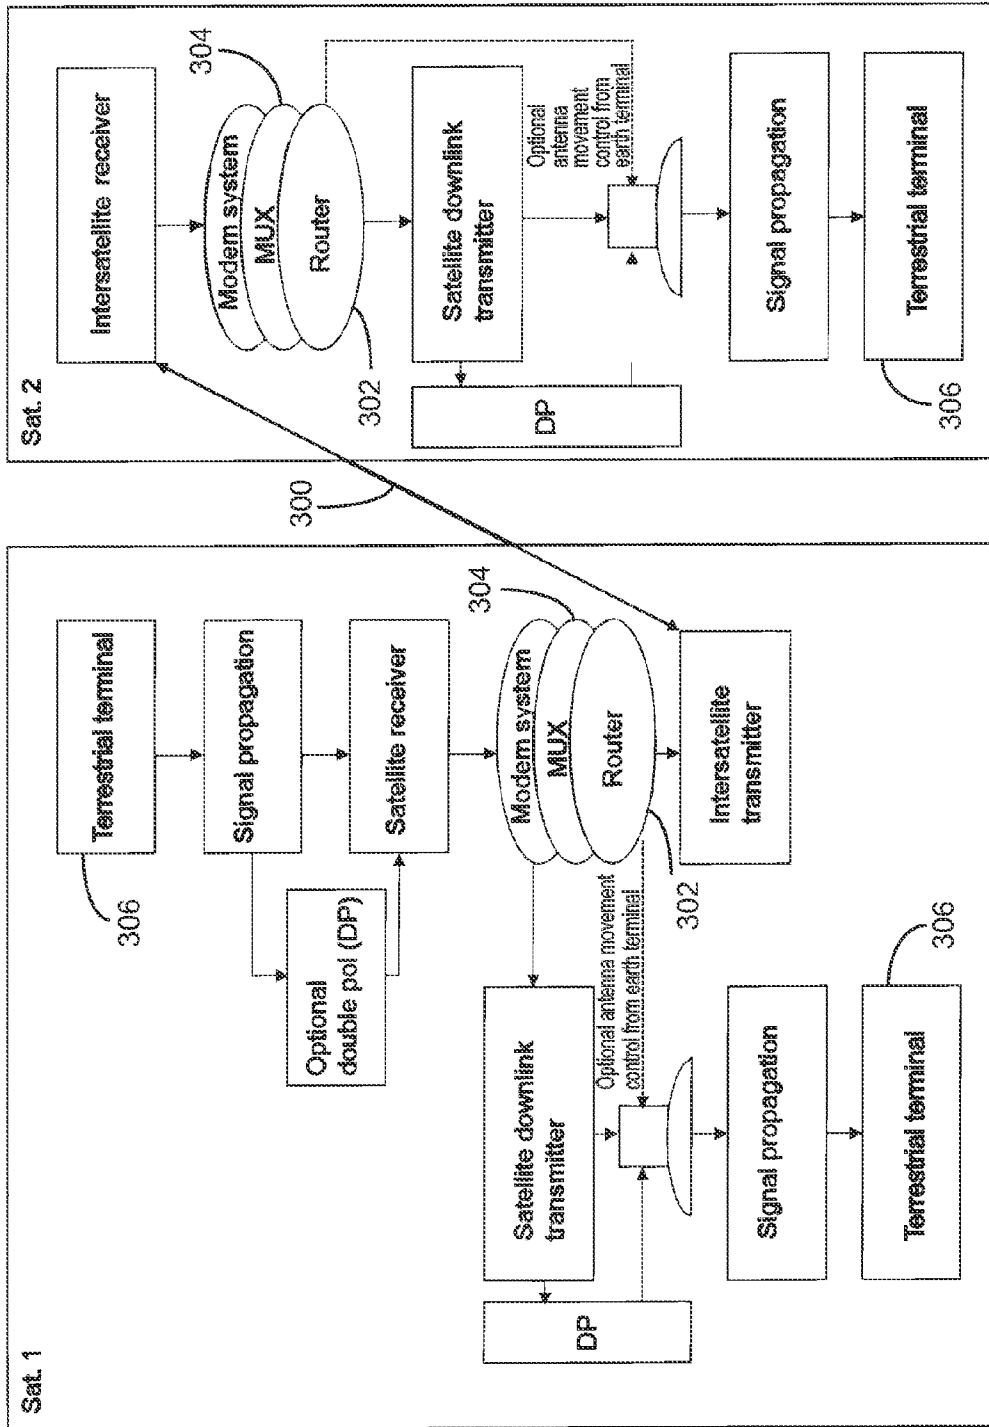 Sat. 1
Terrestrial terminal
306
Signal propagation
Optional
double pol (DP)
Satellite receiver
Modem system
MUX
Router
304
302
Satellite downlink
transmitter
DP
Optional antenna movement
control from earth terminal
Intersatellite
transmitter
Signal propagation
Terrestrial terminal
306
300
Sat. 2
Intersatellite receiver
Modem system
MUX
Router
304
302
Satellite downlink
transmitter
DP
Optional
antenna
movement
control from
earth terminal
Signal propagation
Terrestrial terminal
306